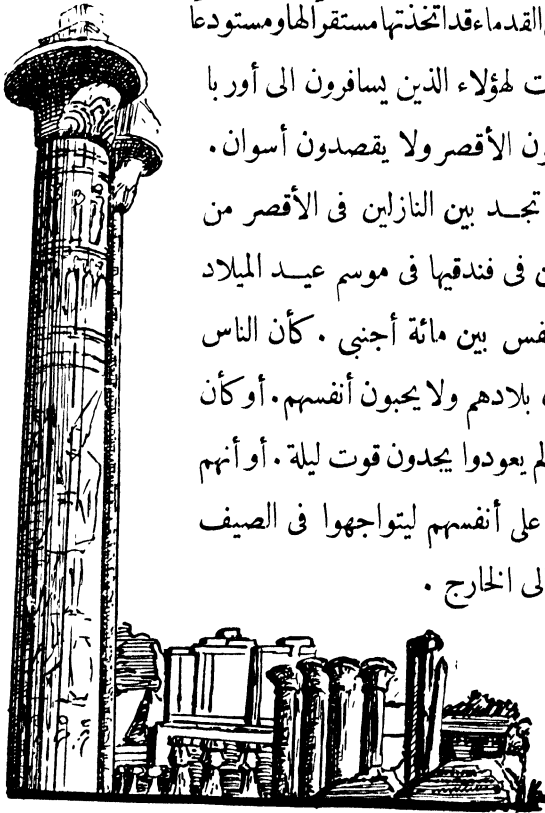 القدماء قد اتخذتها مستقراً لها ومستودعا
ت لهؤلاء الذين يسافرون الى أوربا
ون الأقصر ولا يقصدون أسوان .
تجد بين النازلين فى الأقصر من
ن فى فندقيها فى موسم عيد الميلاد
نفس بين مائة أجنبى . كأن الناس
بلادهم ولا يحبون أنفسهم . أو كأن
لم يعودوا يجدون قوت ليلة . أو أنهم
على أنفسهم ليتواجهوا فى الصيف
لى الخارج .